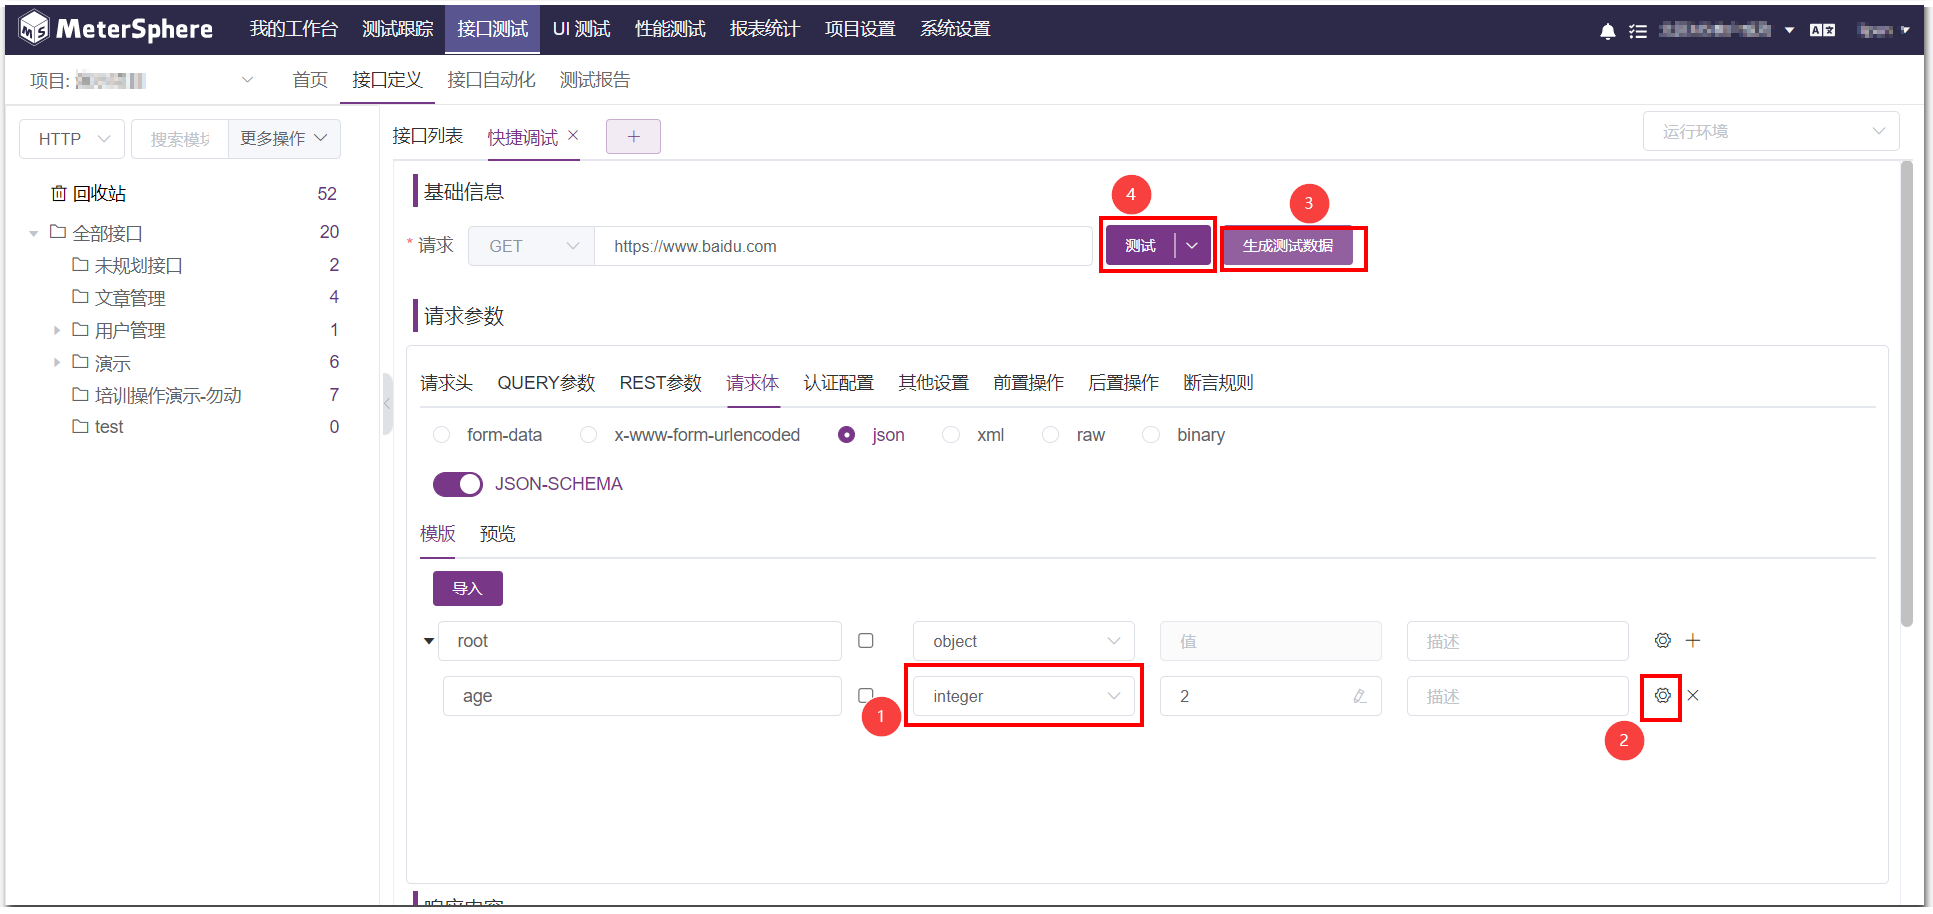 MeterSphere 我的工作台 测试跟踪 接口测试 UI 测试 性能测试 报表统计 项目设置 系统设置
项目: 首页 接口定义 接口自动化 测试报告
HTTP 搜索模块 更多操作 接口列表 快捷调试 + 运行环境
回收站 52
全部接口 20
未规划接口 2
文章管理 4
用户管理 1
演示 6
培训操作演示-勿动 7
test 0
基础信息
4
3
* 请求 GET https://www.baidu.com 测试 生成测试数据
请求参数
请求头 QUERY参数 REST参数 请求体 认证配置 其他设置 前置操作 后置操作 断言规则
form-data x-www-form-urlencoded json xml raw binary
JSON-SCHEMA
模版 预览
导入
root object 值 描述
age integer 2 描述
1
2
响应内容